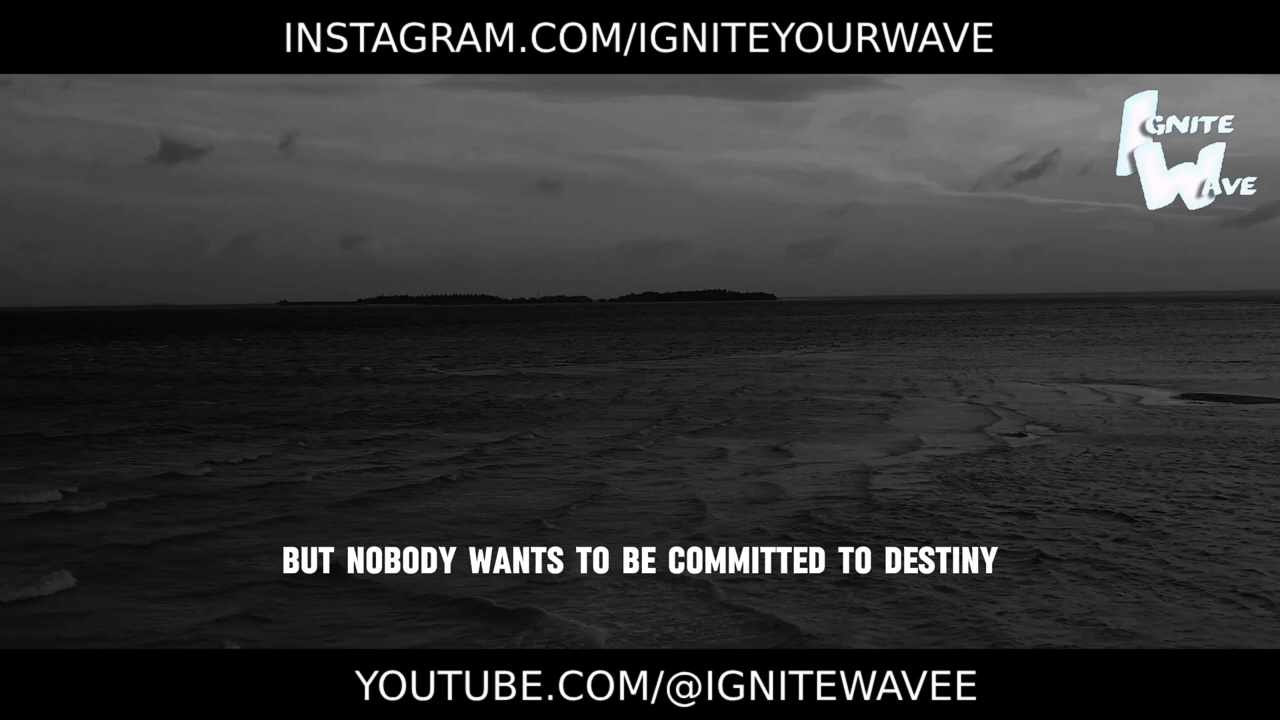 INSTAGRAM.COM/IGNITEYOURWAVE
IGNITE
WAVE
BUT NOBODY WANTS TO BE COMMITTED TO DESTINY
YOUTUBE.COM/@IGNITEWAVEE